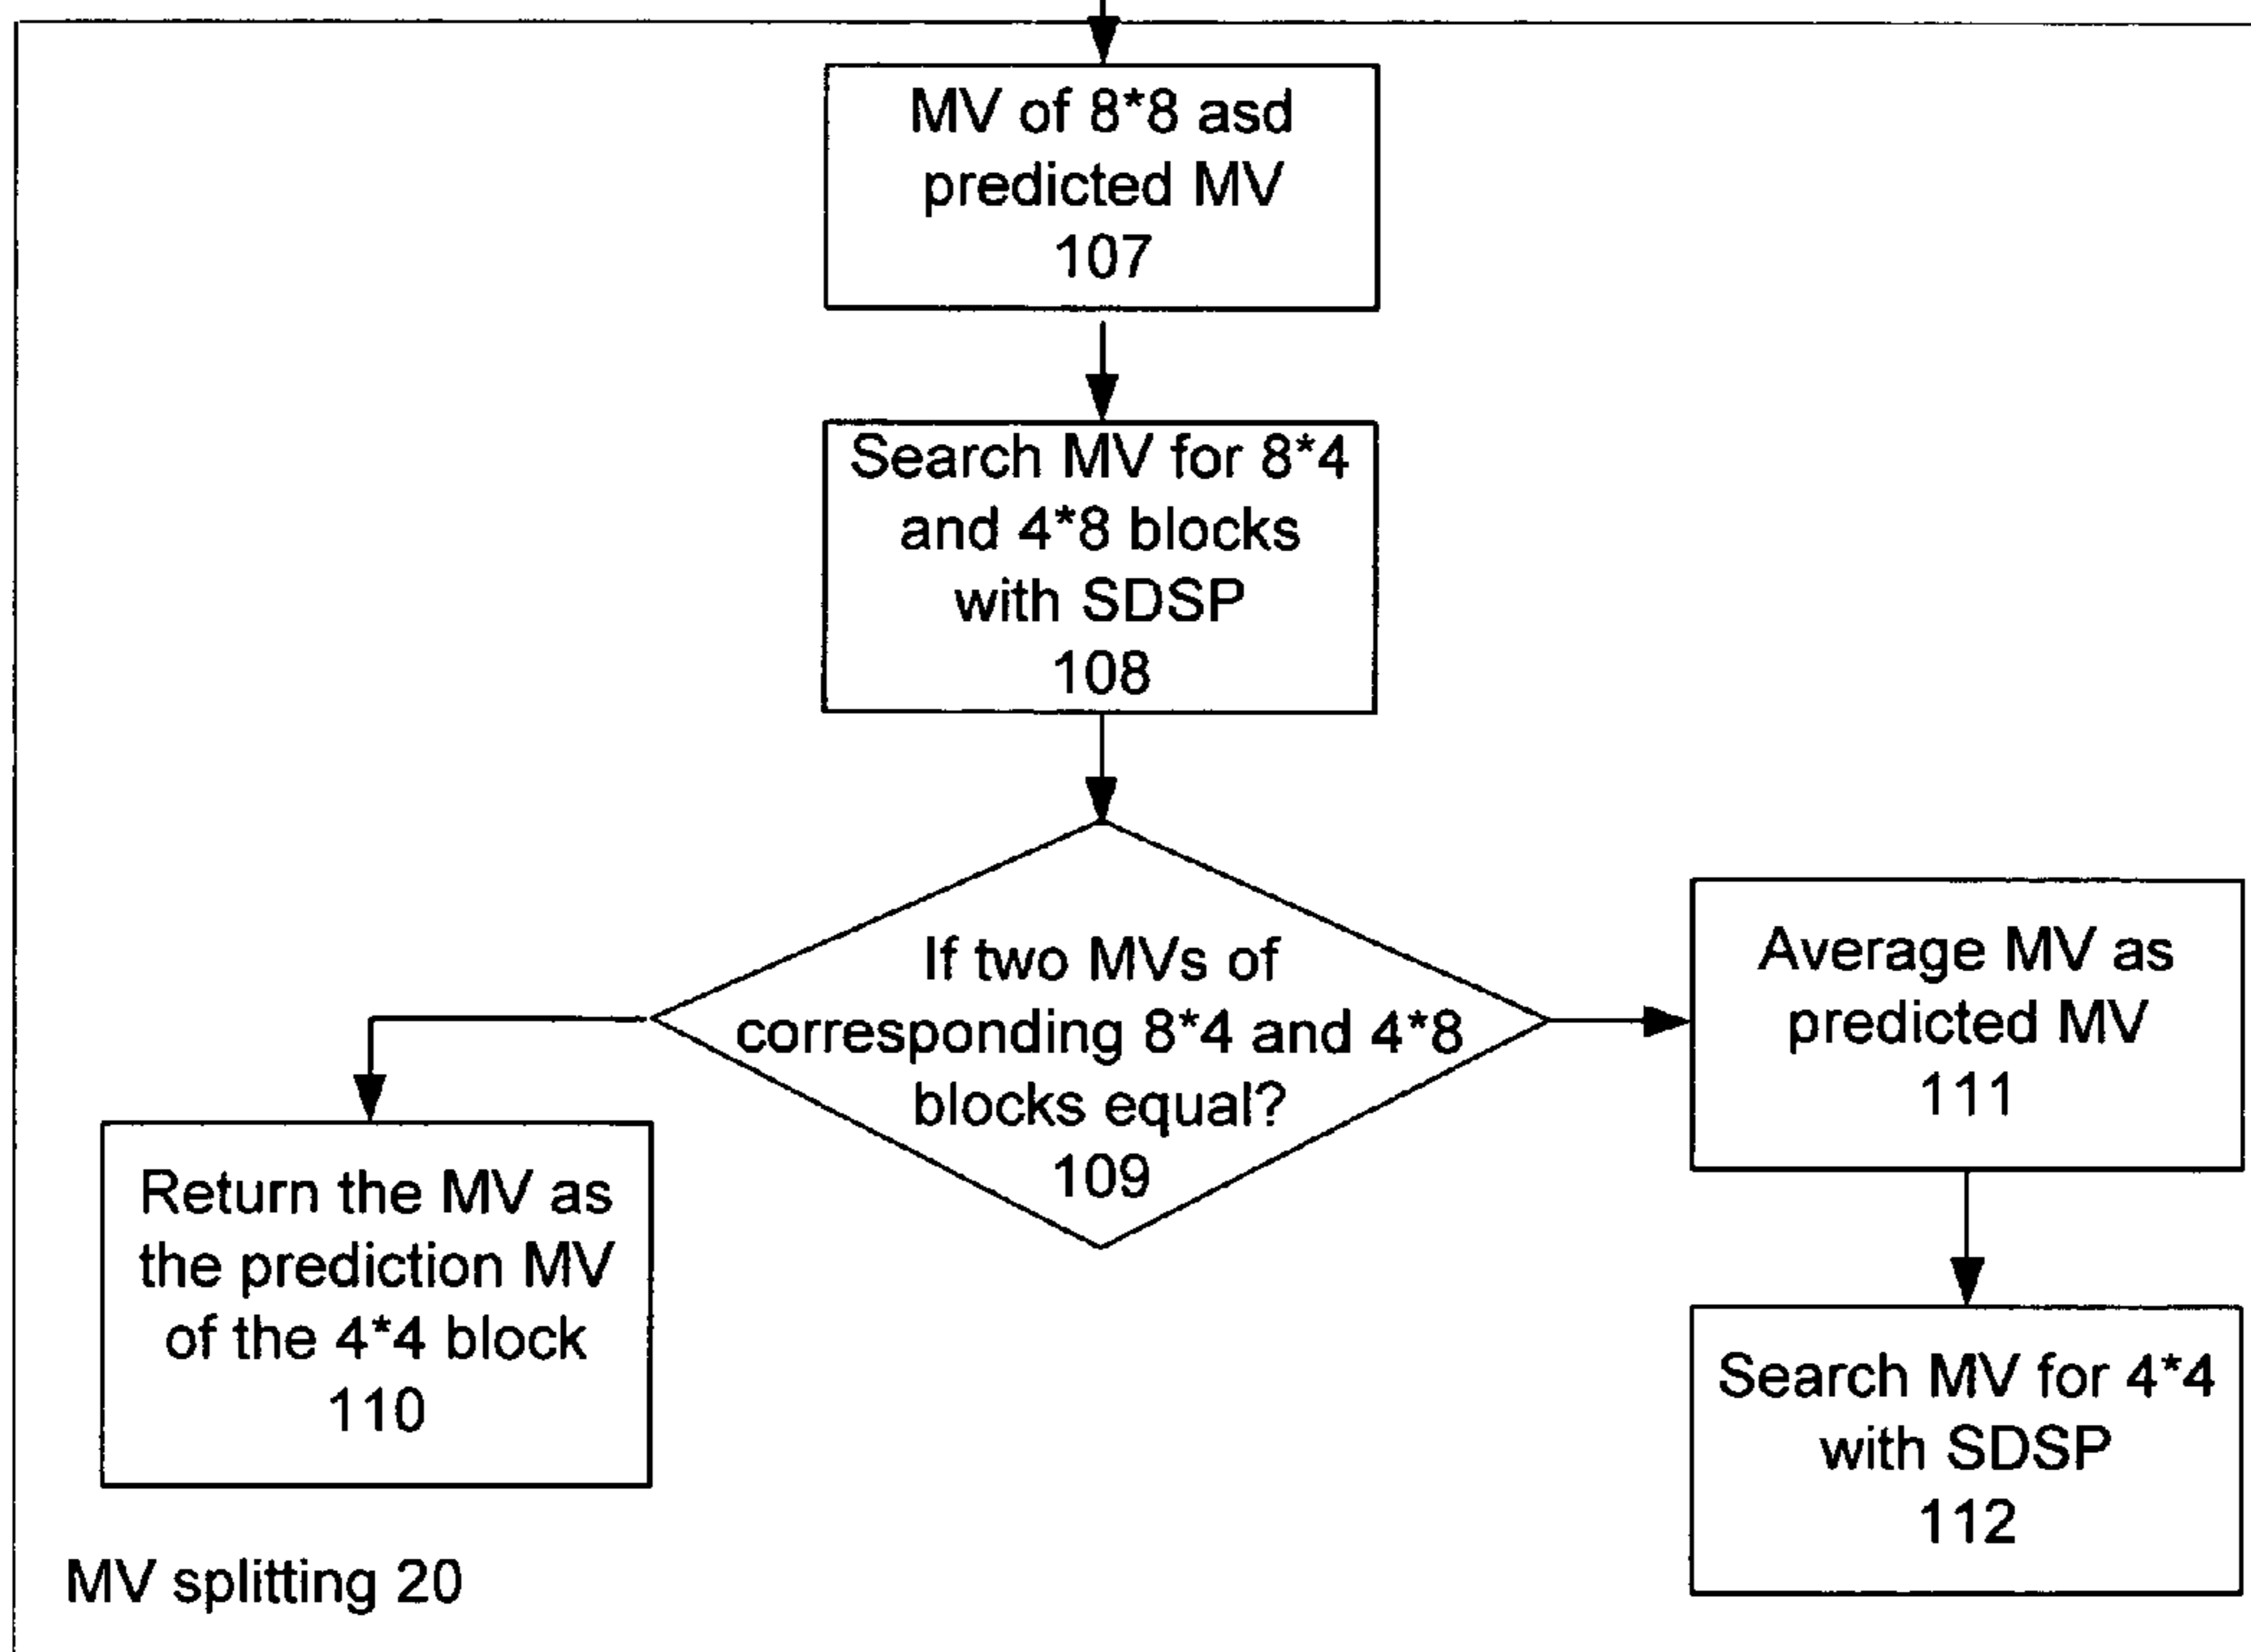 MV of 8*8 asd
predicted MV
107
Search MV for 8*4
and 4*8 blocks
with SDSP
108
If two MVs of
corresponding 8*4 and 4*8
blocks equal?
109
Average MV as
predicted MV
111
Return the MV as
the prediction MV
of the 4*4 block
110
Search MV for 4*4
with SDSP
112
MV splitting 20